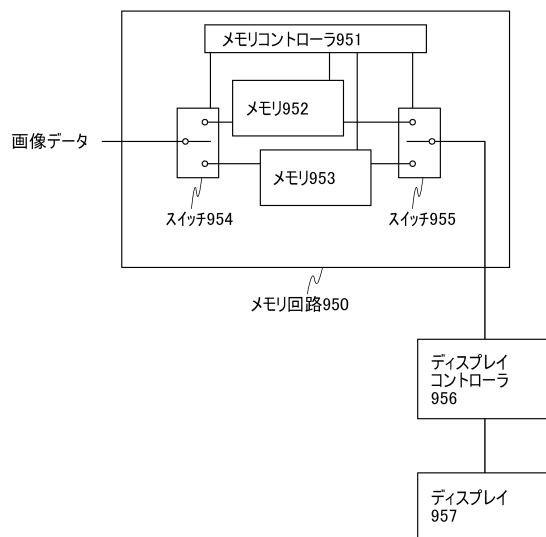 メモリコントローラ951
メモリ952
画像データ
メモリ953
スイッチ954
スイッチ955
メモリ回路950
ディスプレイ
コントローラ
956
ディスプレイ
957